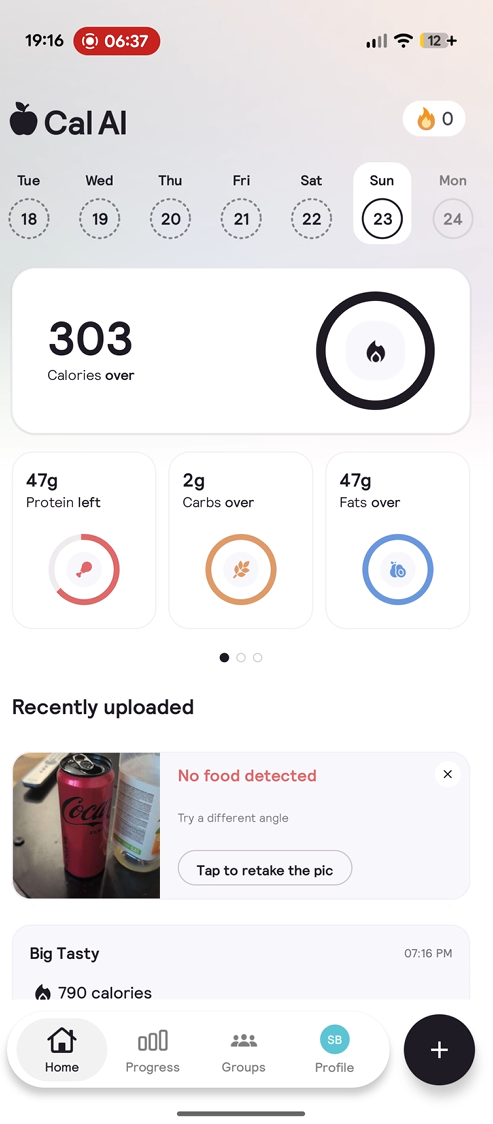 19:16 06:37 12
Cal AI 0
Tue Wed Thu Fri Sat Sun Mon
18 19 20 21 22 23 24
303
Calories over
47g 2g 47g
Protein left Carbs over Fats over
Recently uploaded
No food detected
Try a different angle
Tap to retake the pic
Coca
Big Tasty 07:16 PM
790 calories
SB
Home Progress Groups Profile